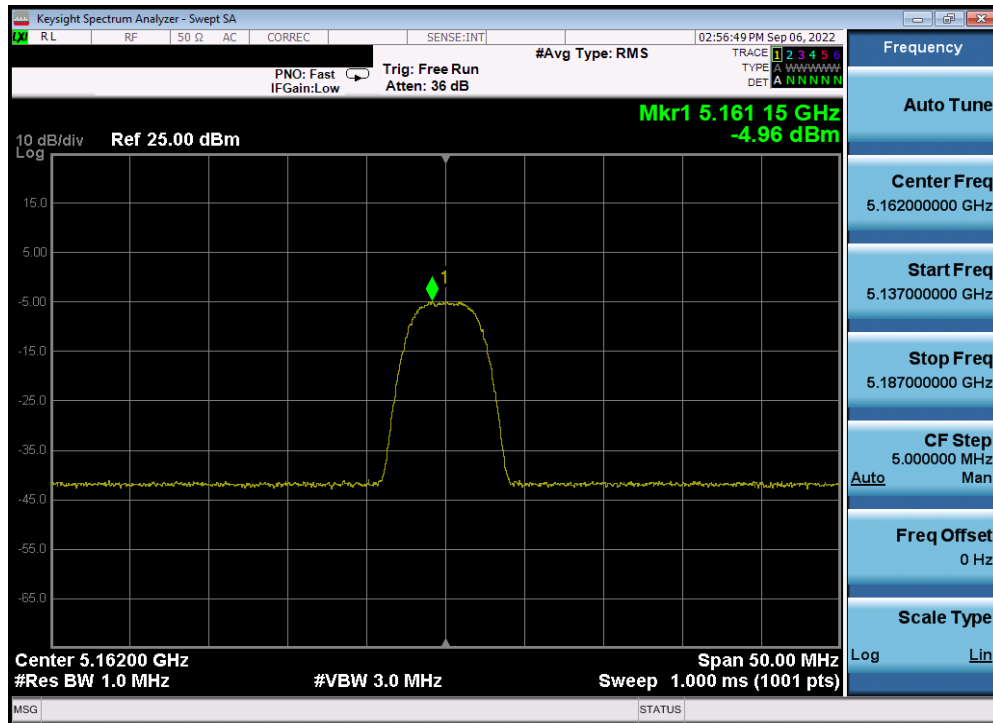 Keysight Spectrum Analyzer - Swept SA
LXI RL RF 50 Ω AC CORREC SENSE:INT 02:56:49 PM Sep 06, 2022
Frequency
PNO: Fast
IFGain:Low
Trig: Free Run
Atten: 36 dB
#Avg Type: RMS
TRACE 1 2 3 4 5 6
TYPE A WWWWW
DET A N N N N N
Mkr1 5.161 15 GHz
-4.96 dBm
10 dB/div Ref 25.00 dBm
Log
15.0
5.00
-5.00
-15.0
-25.0
-35.0
-45.0
-55.0
-65.0
1
Center 5.16200 GHz Span 50.00 MHz
#Res BW 1.0 MHz #VBW 3.0 MHz Sweep 1.000 ms (1001 pts)
MSG STATUS
Auto Tune
Center Freq
5.162000000 GHz
Start Freq
5.137000000 GHz
Stop Freq
5.187000000 GHz
CF Step
5.000000 MHz
Auto Man
Freq Offset
0 Hz
Scale Type
Log Lin